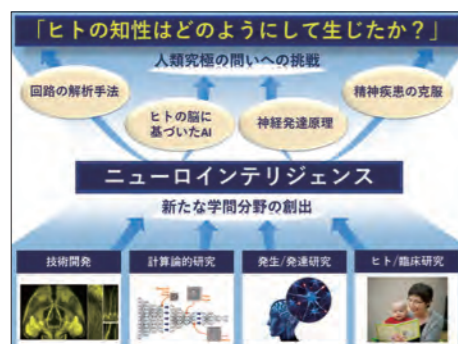 「ヒトの知性はどのようにして生じたか？」
人類究極の問いへの挑戦
回路の解析手法
ヒトの脳に
基づいたAI
神経発達原理
精神疾患の克服
ニューロインテリジェンス
新たな学問分野の創出
技術開発
計算論的研究
発生/発達研究
ヒト/臨床研究